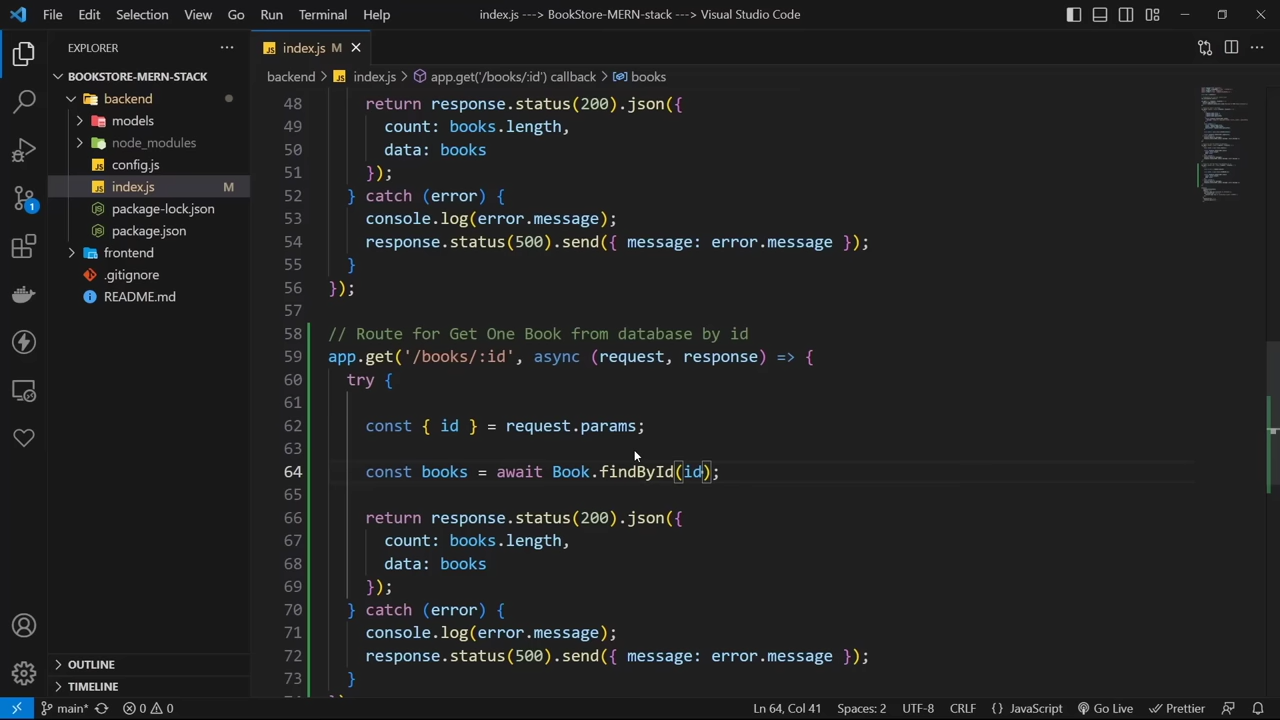 File Edit Selection View Go Run Terminal Help
index.js ---> BookStore-MERN-stack ---> Visual Studio Code
EXPLORER
index.js M
BOOKSTORE-MERN-STACK
backend
models
node_modules
config.js
index.js M
package-lock.json
package.json
frontend
.gitignore
README.md
OUTLINE
TIMELINE
1
backend > index.js > app.get('/books/:id') callback > books
48 return response.status(200).json({
49 count: books.length,
50 data: books
51 });
52 } catch (error) {
53 console.log(error.message);
54 response.status(500).send({ message: error.message });
55 }
56 });
57
58 // Route for Get One Book from database by id
59 app.get('/books/:id', async (request, response) => {
60 try {
61
62 const { id } = request.params;
63
64 const books = await Book.findById(id);
65
66 return response.status(200).json({
67 count: books.length,
68 data: books
69 });
70 } catch (error) {
71 console.log(error.message);
72 response.status(500).send({ message: error.message });
73 }
main* 0 0 Ln 64, Col 41 Spaces: 2 UTF-8 CRLF {} JavaScript Go Live Prettier